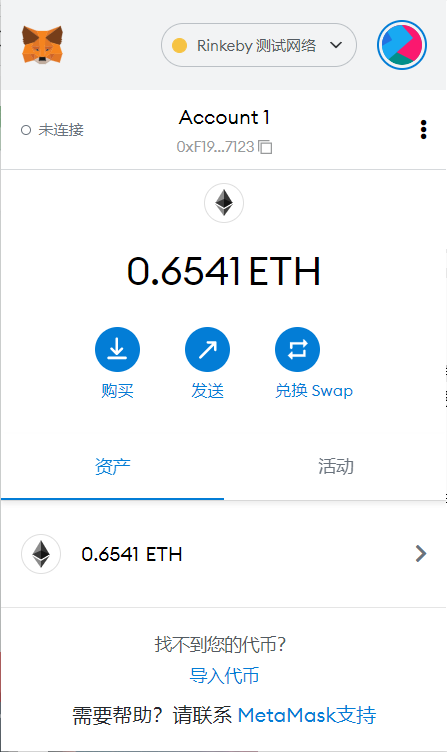 Rinkeby 测试网络
未连接
Account 1
0xF19...7123
0.6541 ETH
购买 发送 兑换 Swap
资产 活动
0.6541 ETH
找不到您的代币？
导入代币
需要帮助？请联系 MetaMask支持